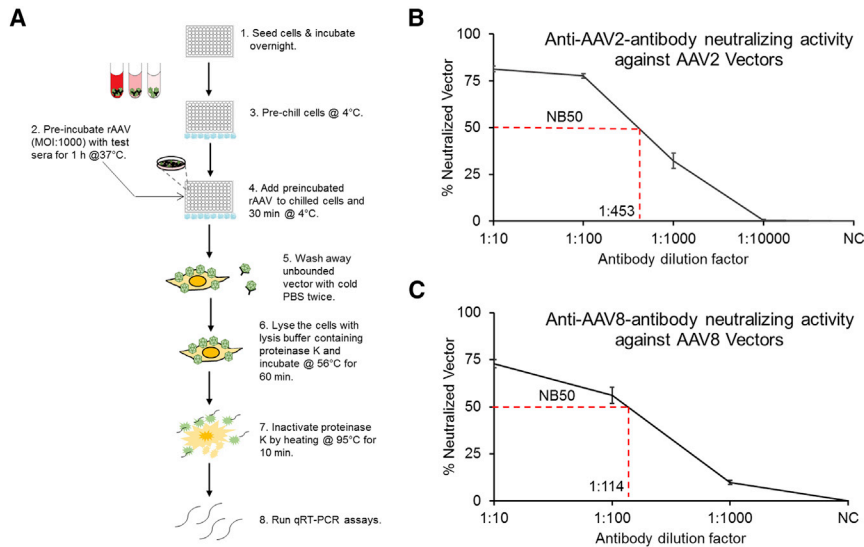 A
1. Seed cells & incubate
overnight.
2. Pre-incubate rAAV
(MOI:1000) with test
sera for 1 h @37°C.
3. Pre-chill cells @ 4°C.
4. Add preincubated
rAAV to chilled cells and
30 min @ 4°C.
5. Wash away
unbounded
vector with cold
PBS twice.
6. Lyse the cells with
lysis buffer containing
proteinase K and
incubate @ 56°C for
60 min.
7. Inactivate proteinase
K by heating @ 95°C for
10 min.
8. Run qRT-PCR assays.
B
Anti-AAV2-antibody neutralizing activity
against AAV2 Vectors
% Neutralized Vector
100
75
50
25
0
NB50
1:453
1:10
1:100
1:1000
1:10000
NC
Antibody dilution factor
C
Anti-AAV8-antibody neutralizing activity
against AAV8 Vectors
% Neutralized Vector
100
75
50
25
0
NB50
1:114
1:10
1:100
1:1000
NC
Antibody dilution factor